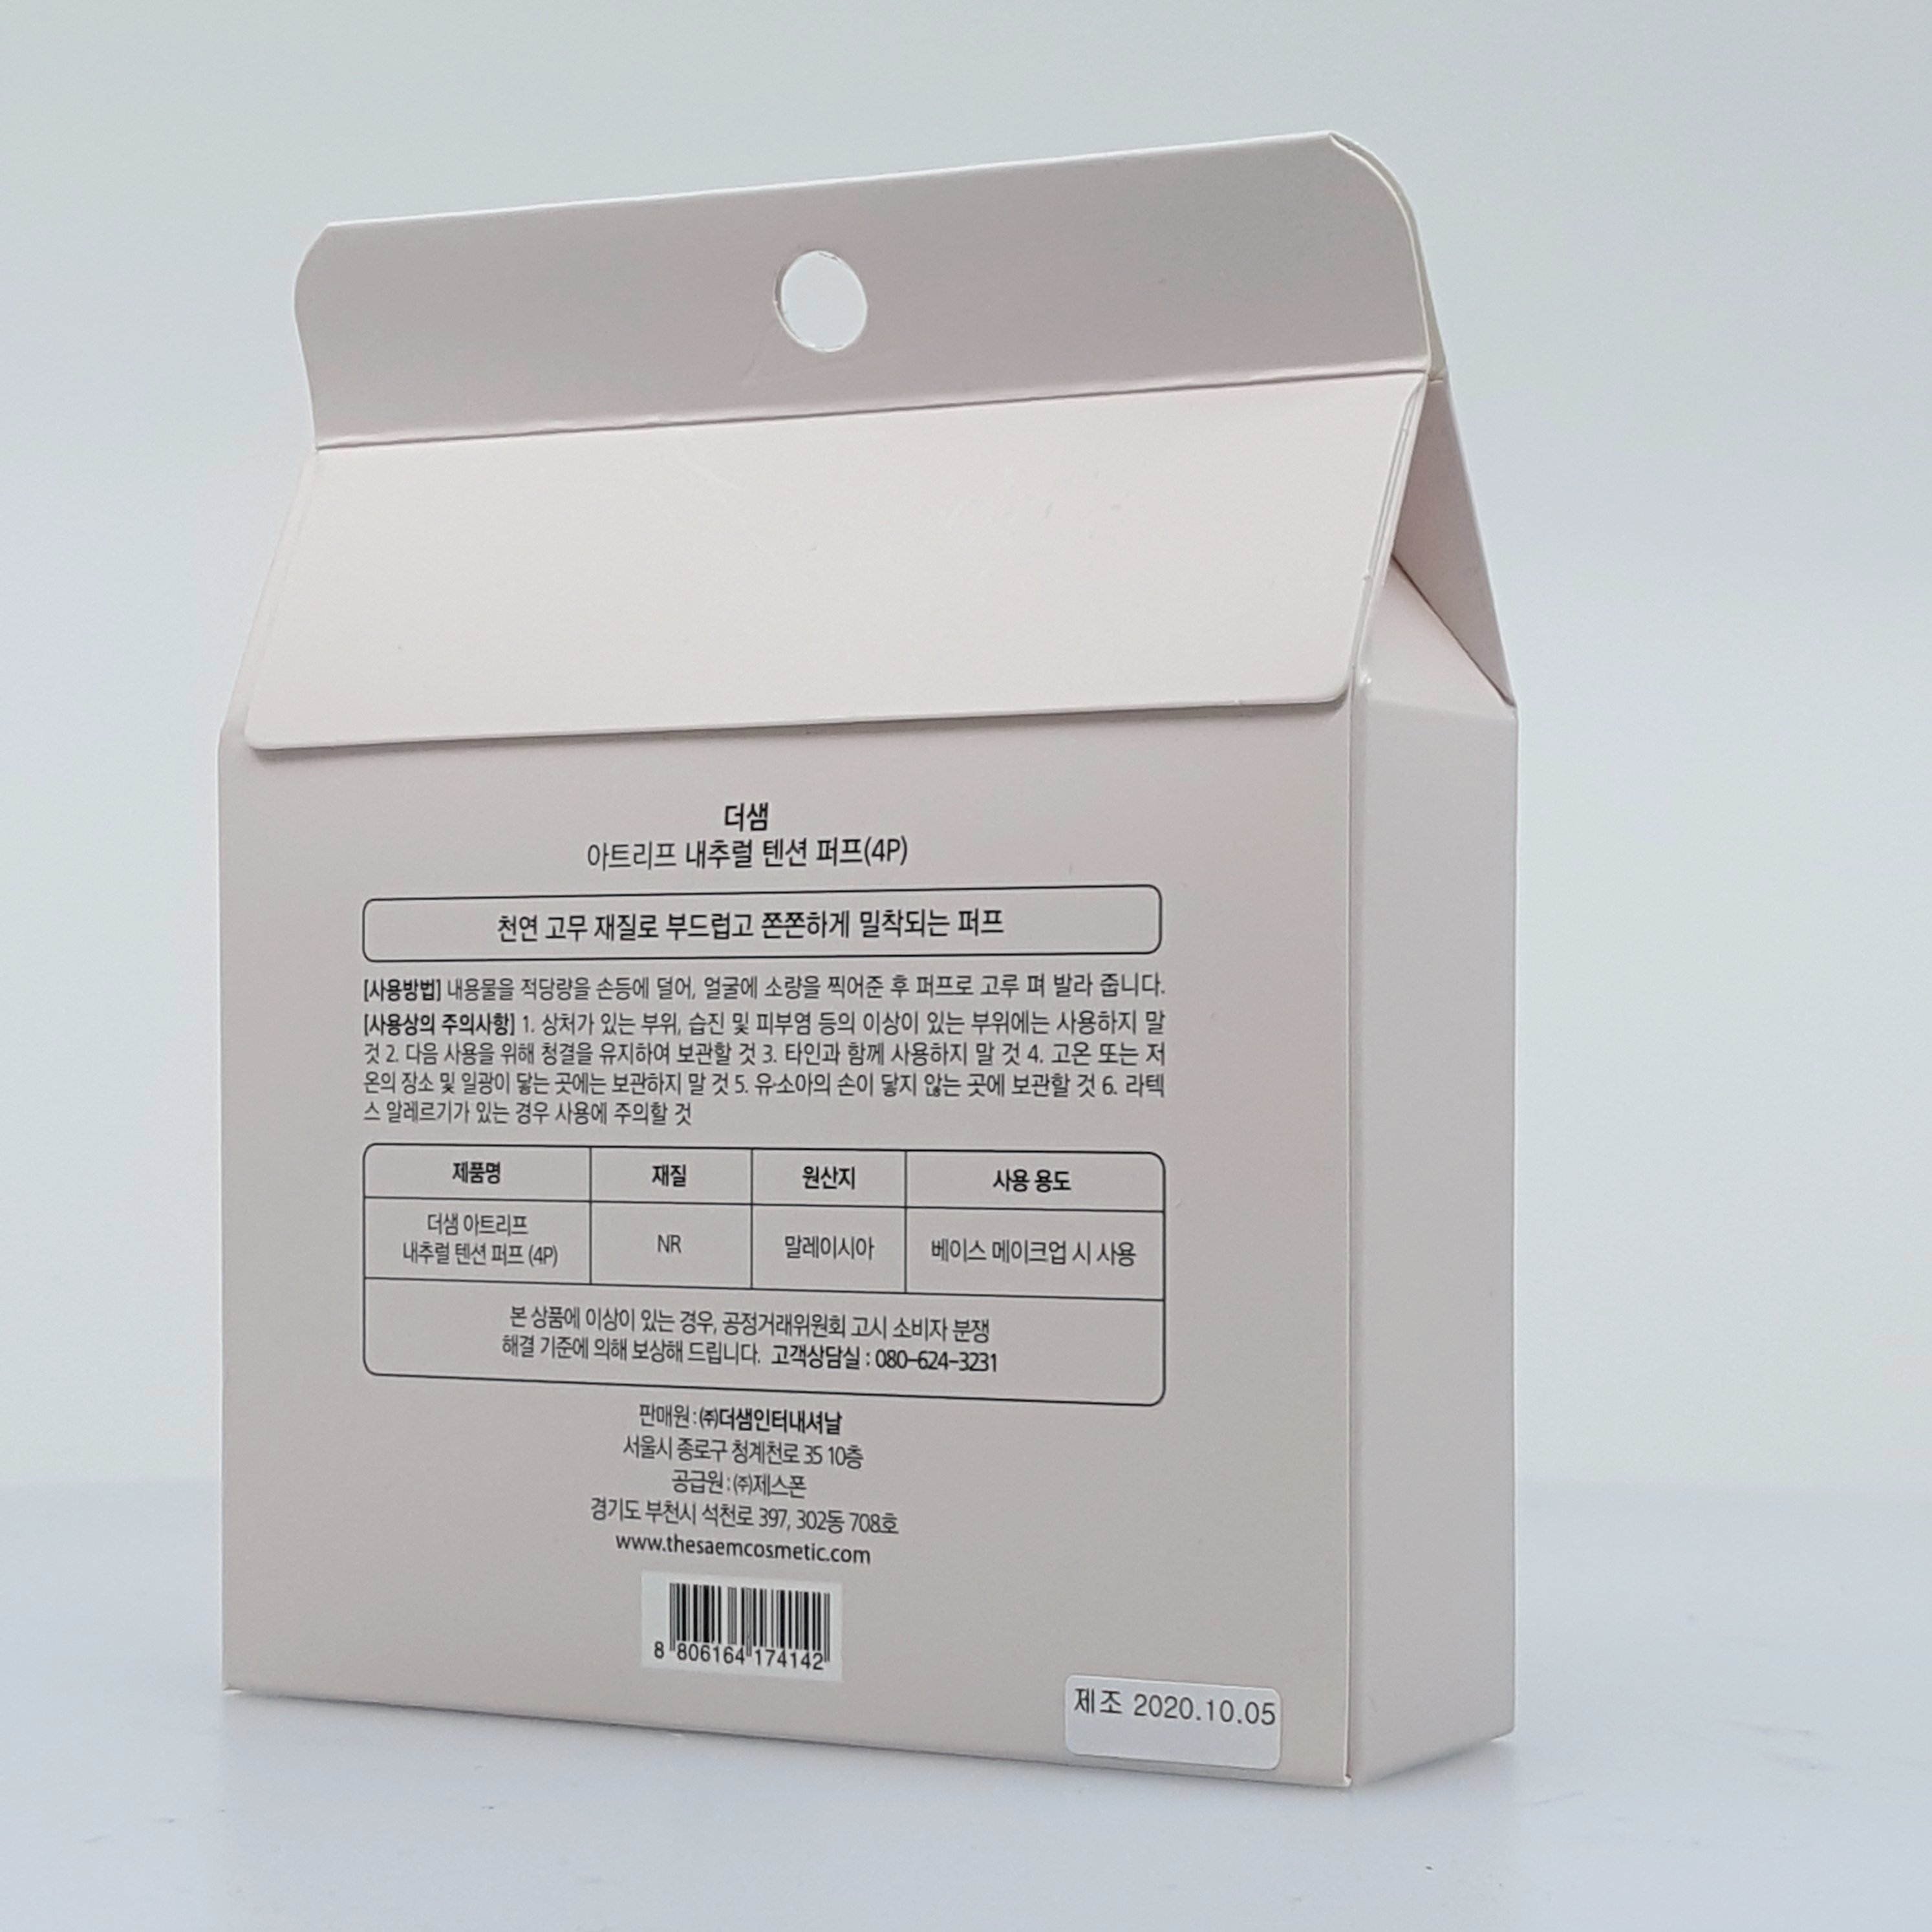 더샘
아트리프 내추럴 텐션 퍼프(4P)
천연 고무 재질로 부드럽고 쫀쫀하게 밀착되는 퍼프
[사용방법] 내용물을 적당량을 손등에 덜어, 얼굴에 소량을 찍어준 후 퍼프로 고루 펴 발라 줍니다.
[사용상의 주의사항] 1. 상처가 있는 부위, 습진 및 피부염 등의 이상이 있는 부위에는 사용하지 말
것 2. 다음 사용을 위해 청결을 유지하여 보관할 것 3. 타인과 함께 사용하지 말 것 4. 고온 또는 저
온의 장소 및 일광이 닿는 곳에는 보관하지 말 것 5. 유·소아의 손이 닿지 않는 곳에 보관할 것 6. 라텍
스 알레르기가 있는 경우 사용에 주의할 것
제품명 재질 원산지 사용 용도
더샘 아트리프
내추럴 텐션 퍼프 (4P) NR 말레이시아 베이스 메이크업 시 사용
본 상품에 이상이 있는 경우, 공정거래위원회 고시 소비자 분쟁
해결 기준에 의해 보상해 드립니다. 고객상담실 : 080-624-3231
판매원 : ㈜더샘인터내셔날
서울시 종로구 청계천로 35 10층
공급원 : ㈜제스폰
경기도 부천시 석천로 397, 302동 708호
www.thesaemcosmetic.com
8 806164 174142
제조 2020.10.05